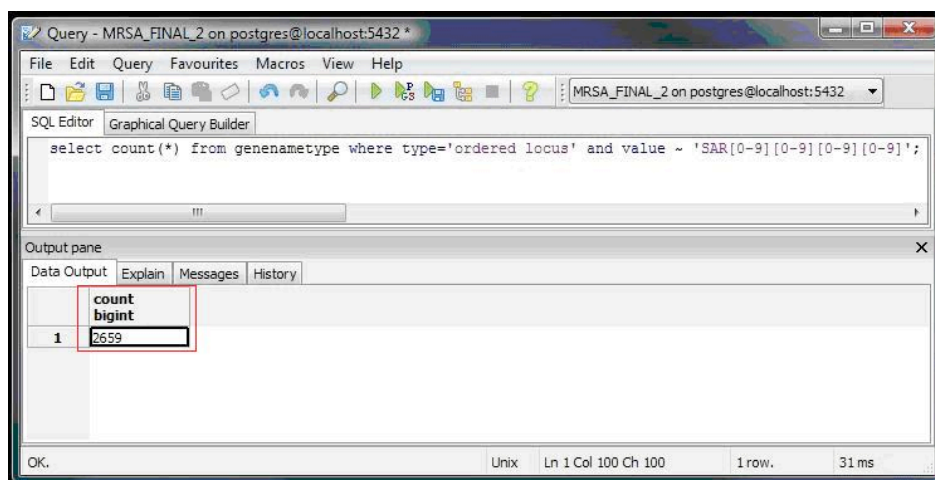 Query - MRSA_FINAL_2 on postgres@localhost:5432 *
File Edit Query Favourites Macros View Help
MRSA_FINAL_2 on postgres@localhost:5432
SQL Editor Graphical Query Builder
select count(*) from genenametype where type='ordered locus' and value ~ 'SAR[0-9][0-9][0-9][0-9]';
Output pane
Data Output Explain Messages History
count
bigint
1 2659
OK. Unix Ln 1 Col 100 Ch 100 1 row. 31 ms